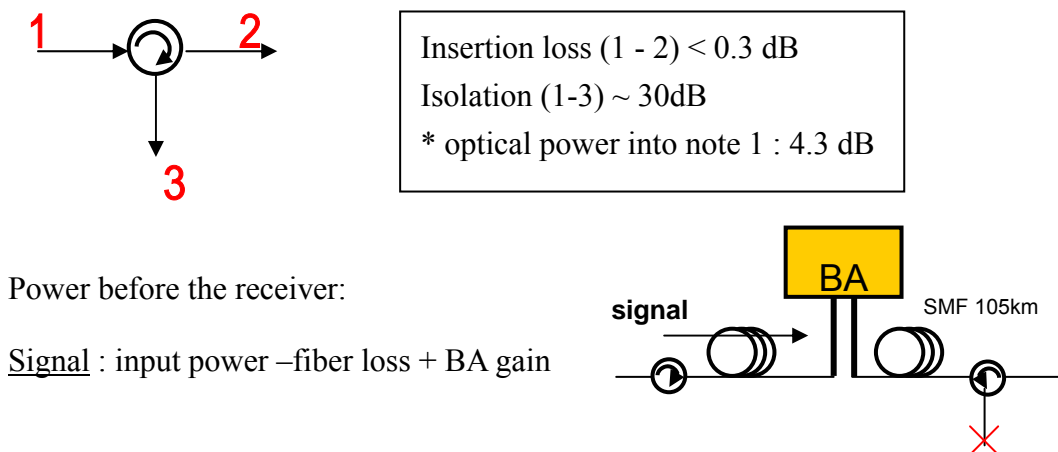 1
2
3
Insertion loss (1 - 2) < 0.3 dB
Isolation (1-3) ~ 30dB
* optical power into note 1 : 4.3 dB
Power before the receiver:
Signal : input power –fiber loss + BA gain
BA
signal
SMF 105km